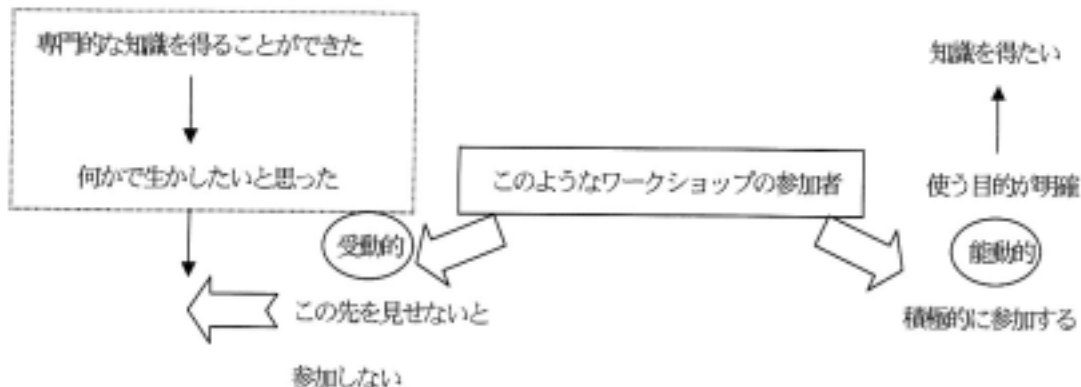 専門的な知識を得ることができた
何かで生かしたいと思った
このようなワークショップの参加者
知識を得たい
使う目的が明確
受動的
能動的
この先を見せないと
参加しない
積極的に参加する